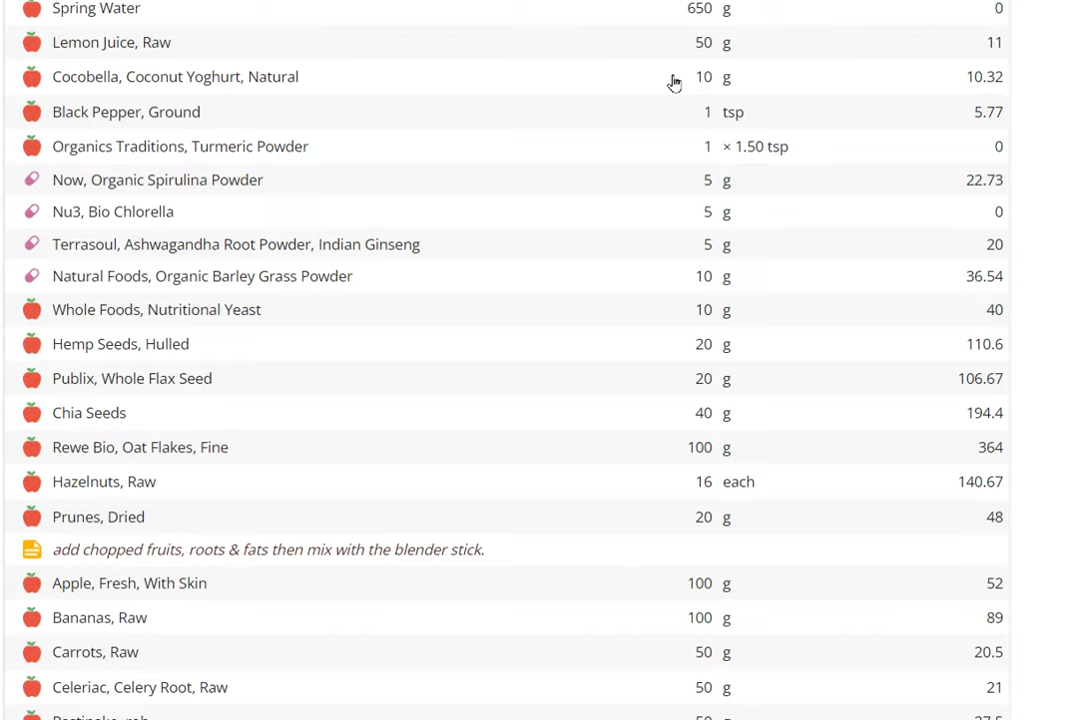 Spring Water 650 g 0
Lemon Juice, Raw 50 g 11
Cocobella, Coconut Yoghurt, Natural 10 g 10.32
Black Pepper, Ground 1 tsp 5.77
Organics Traditions, Turmeric Powder 1 × 1.50 tsp 0
Now, Organic Spirulina Powder 5 g 22.73
Nu3, Bio Chlorella 5 g 0
Terrasoul, Ashwagandha Root Powder, Indian Ginseng 5 g 20
Natural Foods, Organic Barley Grass Powder 10 g 36.54
Whole Foods, Nutritional Yeast 10 g 40
Hemp Seeds, Hulled 20 g 110.6
Publix, Whole Flax Seed 20 g 106.67
Chia Seeds 40 g 194.4
Rewe Bio, Oat Flakes, Fine 100 g 364
Hazelnuts, Raw 16 each 140.67
Prunes, Dried 20 g 48
add chopped fruits, roots & fats then mix with the blender stick.
Apple, Fresh, With Skin 100 g 52
Bananas, Raw 100 g 89
Carrots, Raw 50 g 20.5
Celeriac, Celery Root, Raw 50 g 21